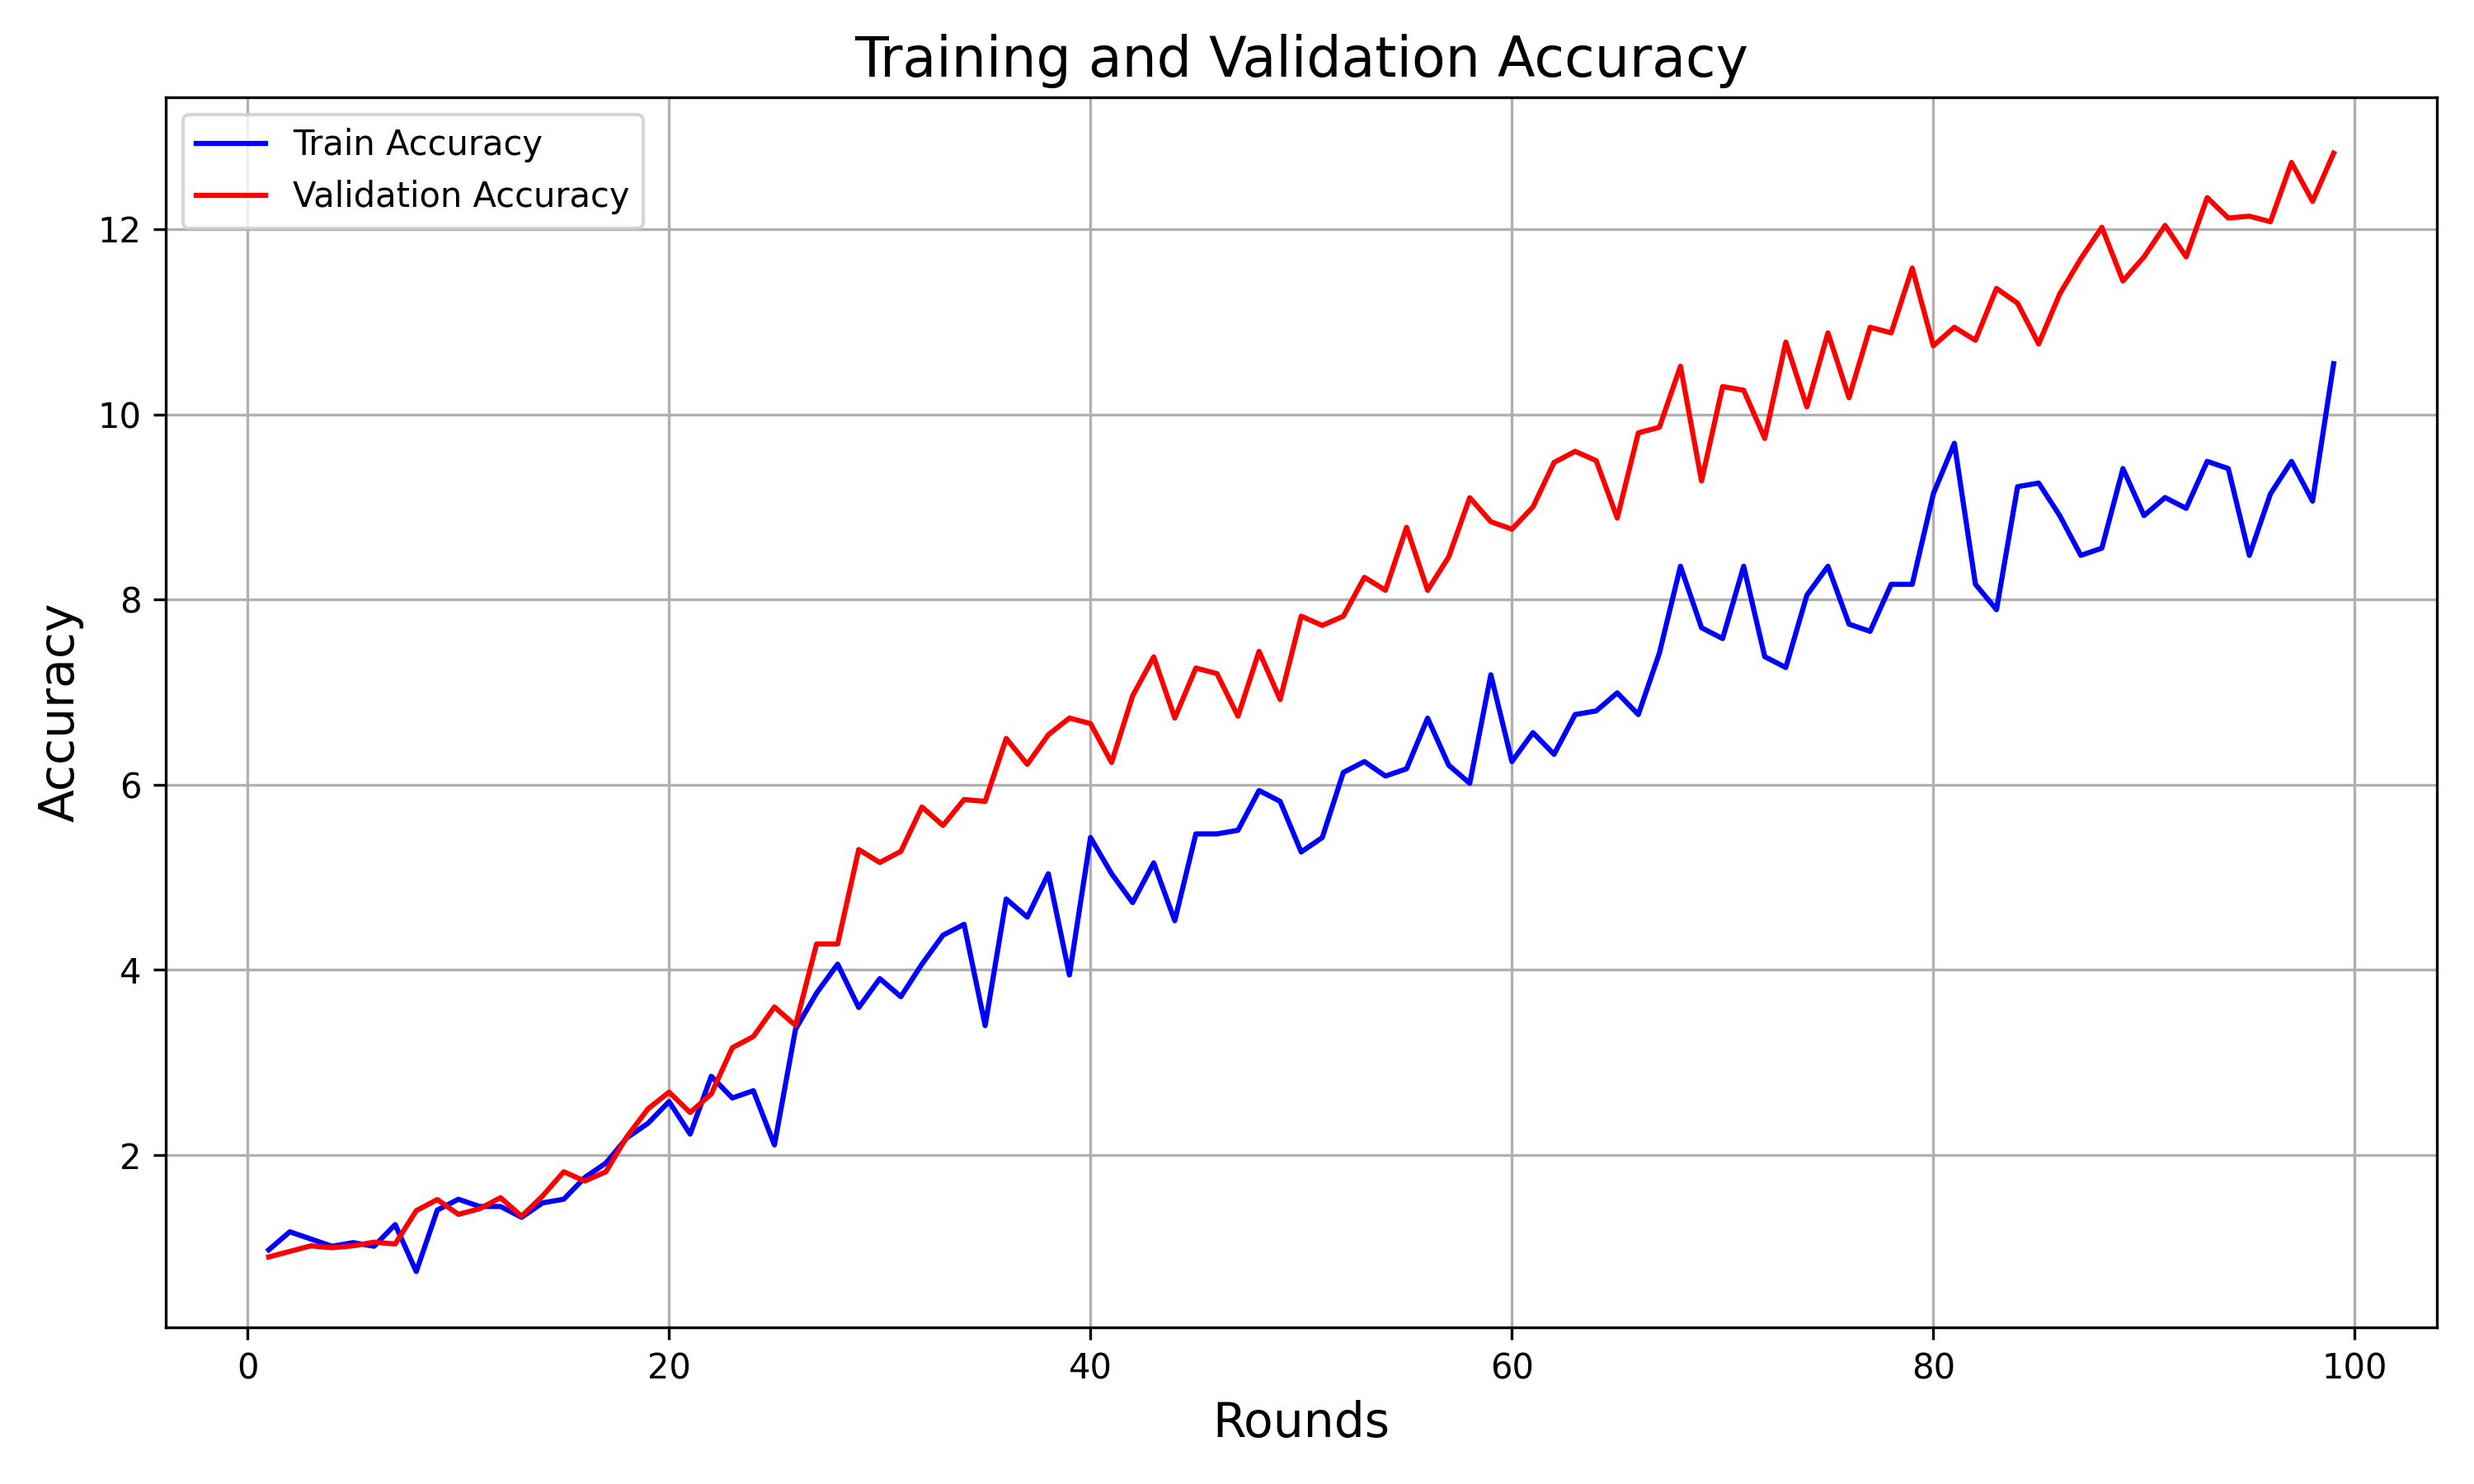 Training and Validation Accuracy
Train Accuracy
Validation Accuracy
12
10
8
6
4
2
Accuracy
0 20 40 60 80 100
Rounds